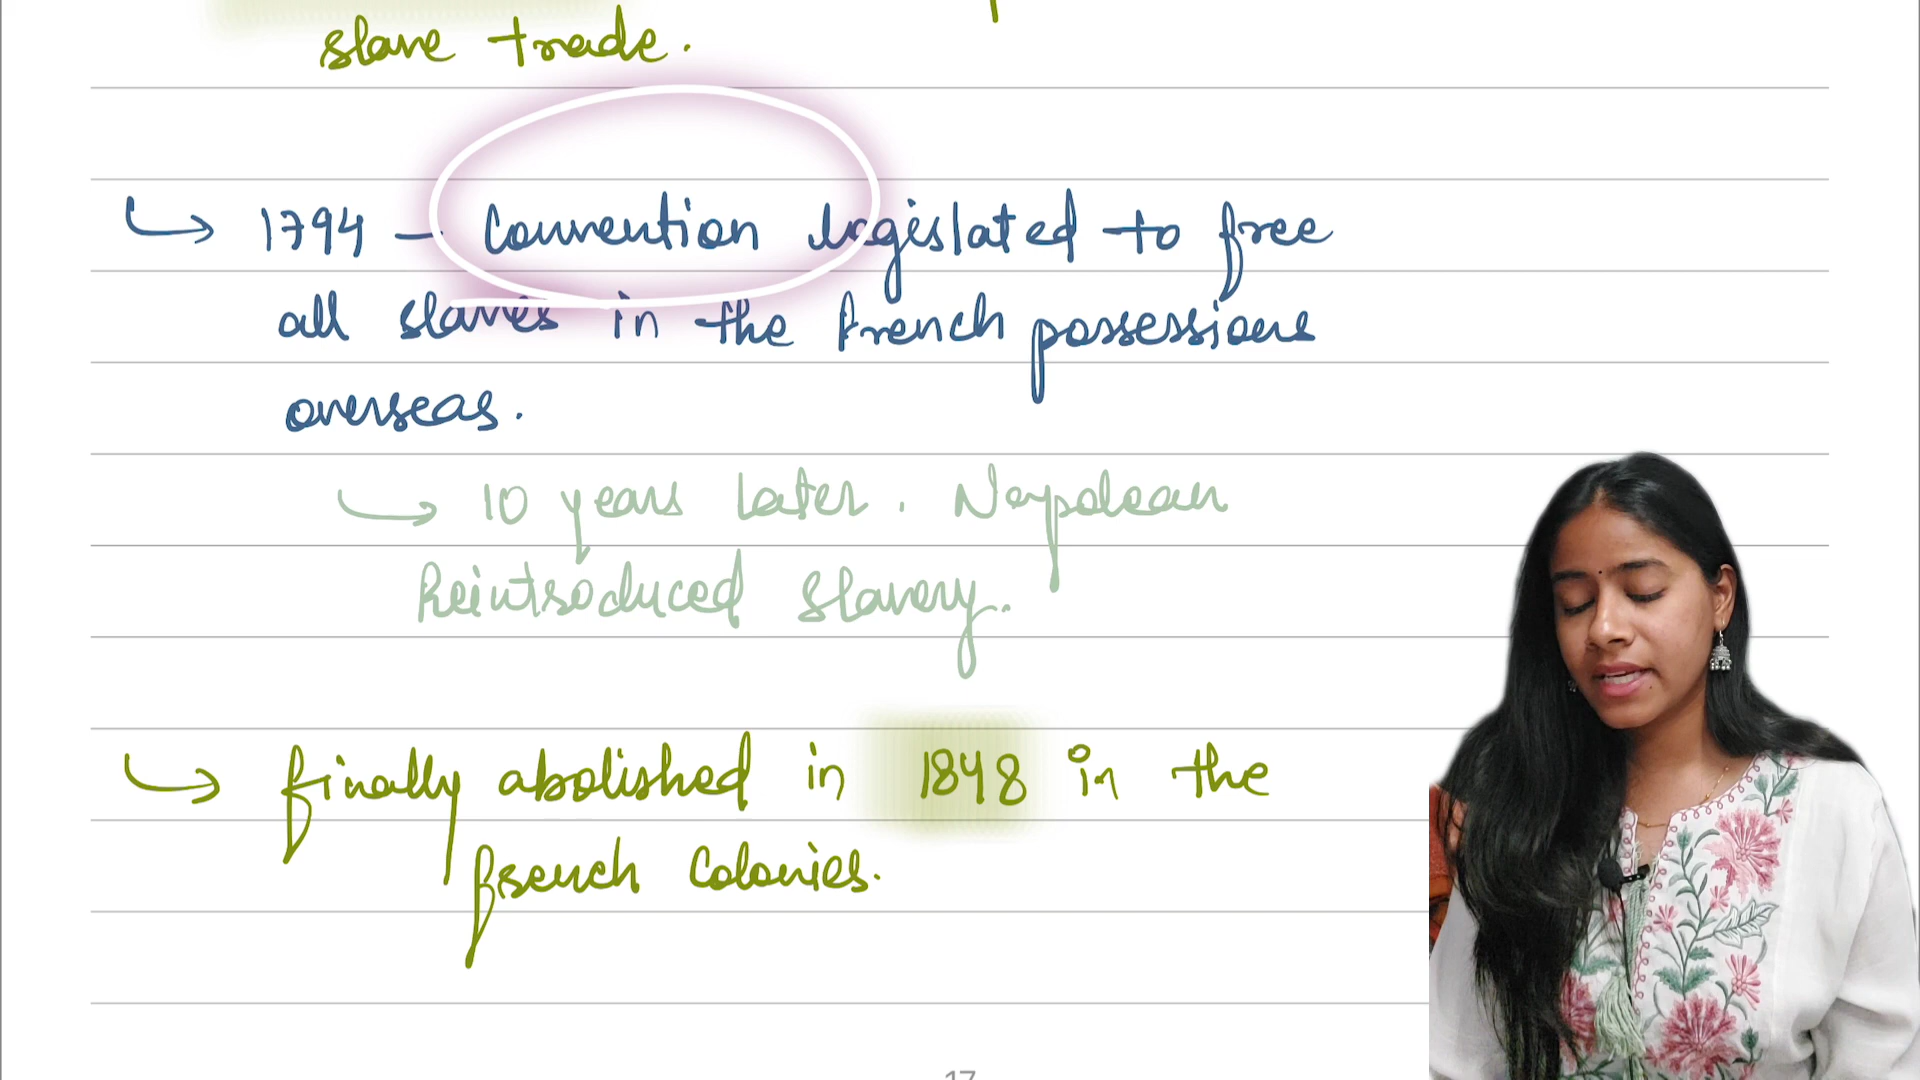 slave trade.
↳ 1794 – Convention legislated to free
all slaves in the French possessions
overseas.
↳ 10 years later. Napolean
Reintroduced Slavery.
↳ finally abolished in 1848 in the
french Colonies.